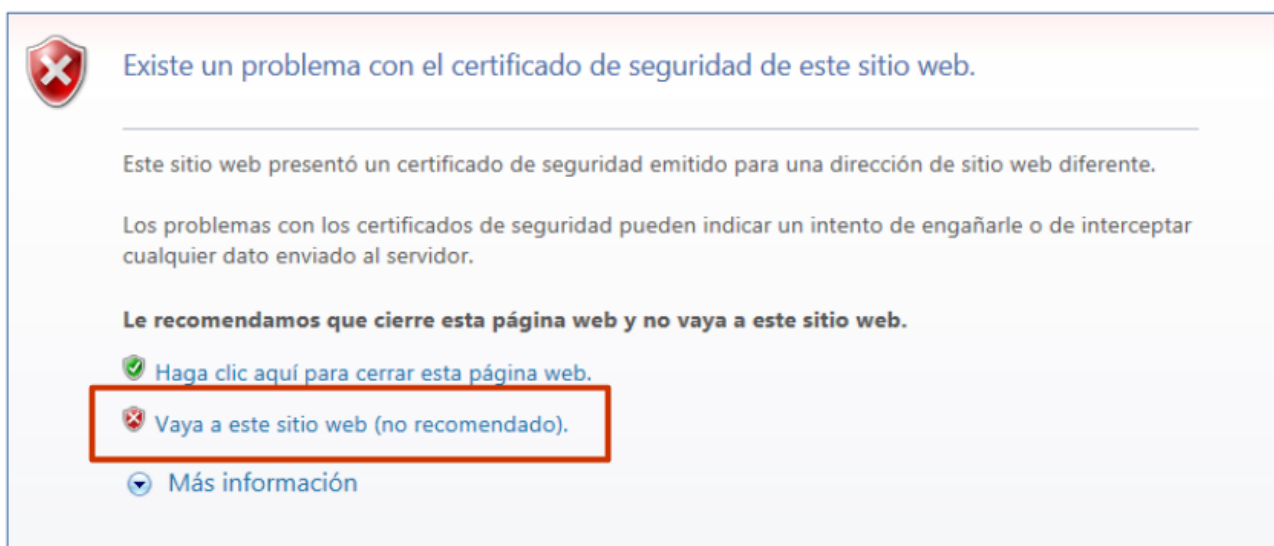 Existe un problema con el certificado de seguridad de este sitio web.
Este sitio web presentó un certificado de seguridad emitido para una dirección de sitio web diferente.
Los problemas con los certificados de seguridad pueden indicar un intento de engañarle o de interceptar
cualquier dato enviado al servidor.
Le recomendamos que cierre esta página web y no vaya a este sitio web.
Haga clic aquí para cerrar esta página web.
Vaya a este sitio web (no recomendado).
Más información